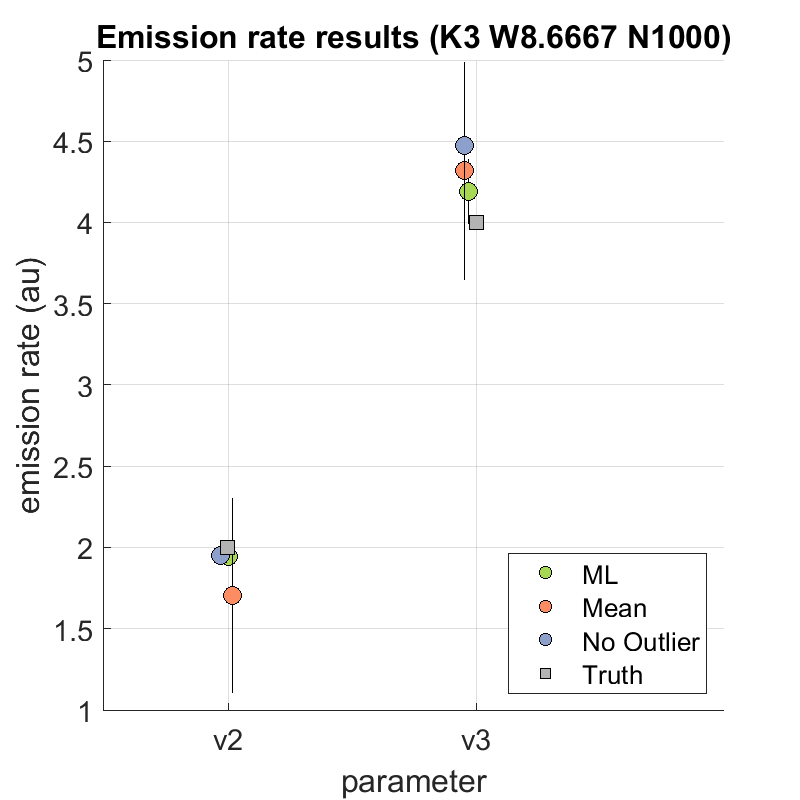 Emission rate results (K3 W8.6667 N1000)
5
4.5
4
3.5
3
2.5
2
1.5
1
emission rate (au)
v2 v3
parameter
ML
Mean
No Outlier
Truth